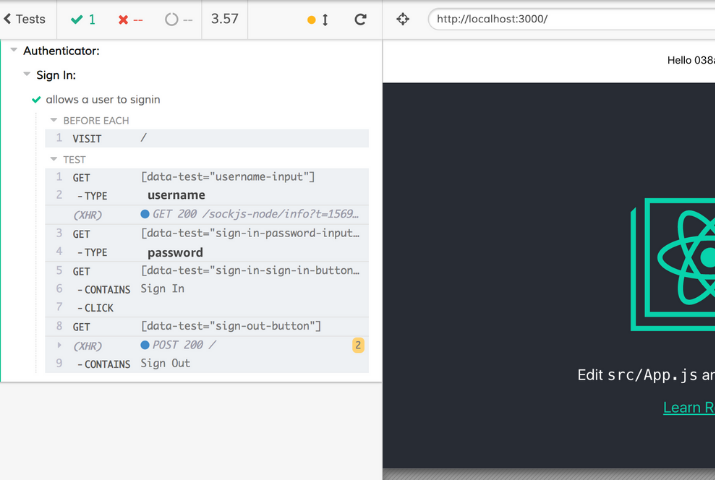 Tests 1 -- -- 3.57
http://localhost:3000/
Hello 038a
Authenticator:
Sign In:
allows a user to signin
BEFORE EACH
1 VISIT /
TEST
1 GET [data-test="username-input"]
2 -TYPE username
(XHR) GET 200 /sockjs-node/info?t=1569…
3 GET [data-test="sign-in-password-input…
4 -TYPE password
5 GET [data-test="sign-in-sign-in-button…
6 -CONTAINS Sign In
7 -CLICK
8 GET [data-test="sign-out-button"]
(XHR) POST 200 / 2
9 -CONTAINS Sign Out
Edit src/App.js an
Learn R